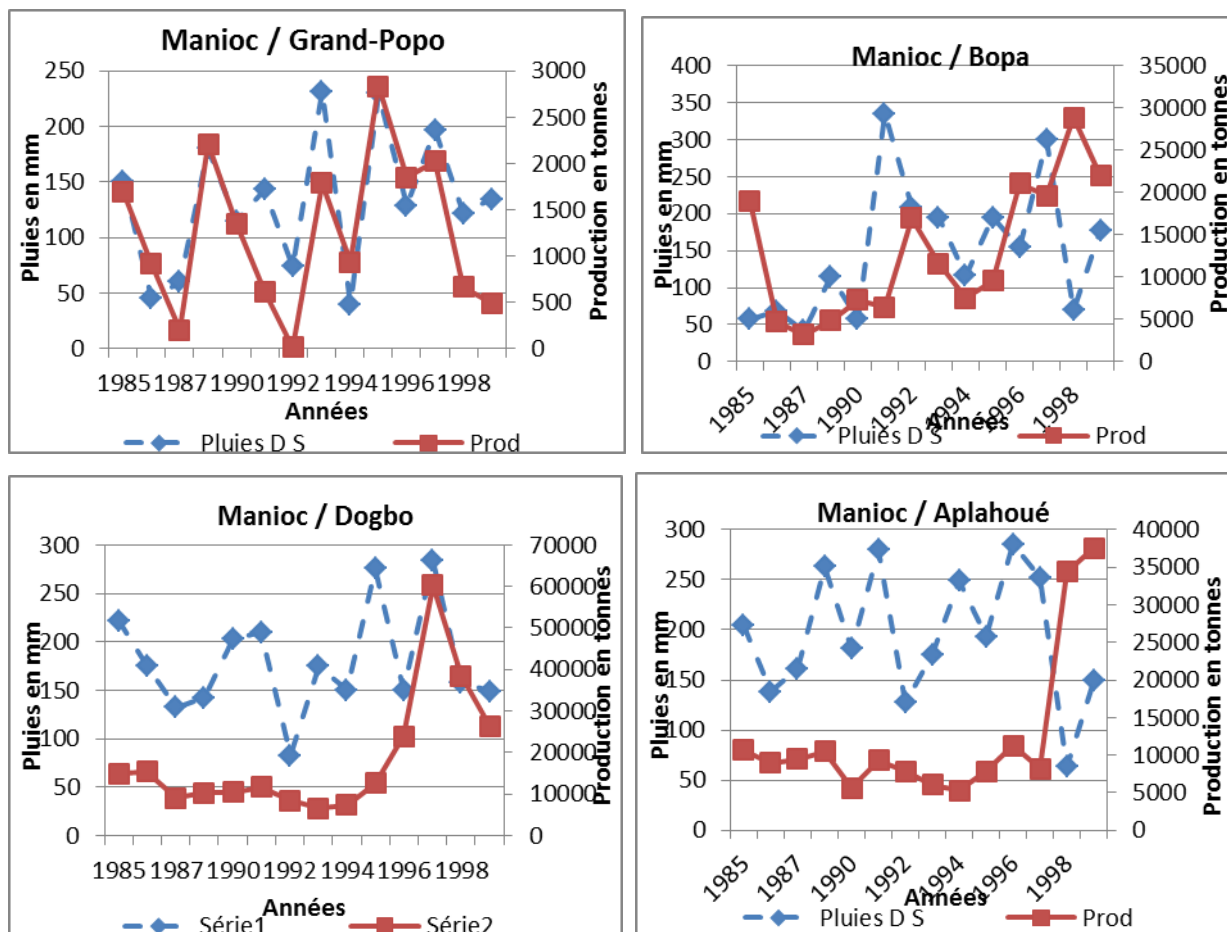 Manioc / Grand-Popo
250
200
150
100
50
0
3000
2500
2000
1500
1000
500
0
Pluies en mm
Production en tonnes
1985 1987 1990 1992 1994 1996 1998
Années
Pluies D S Prod
Manioc / Bopa
400
350
300
250
200
150
100
50
0
35000
30000
25000
20000
15000
10000
5000
0
Pluies en mm
Production en tonnes
1985 1987 1990 1992 1994 1996 1998
Années
Pluies D S Prod
Manioc / Dogbo
300
250
200
150
100
50
0
70000
60000
50000
40000
30000
20000
10000
0
Pluies en mm
Production en tonnes
1985 1987 1990 1992 1994 1996 1998
Années
Série1 Série2
Manioc / Aplahoué
300
250
200
150
100
50
0
40000
35000
30000
25000
20000
15000
10000
5000
0
Pluies en mm
Production en tonnes
1985 1987 1990 1992 1994 1996 1998
Années
Pluies D S Prod